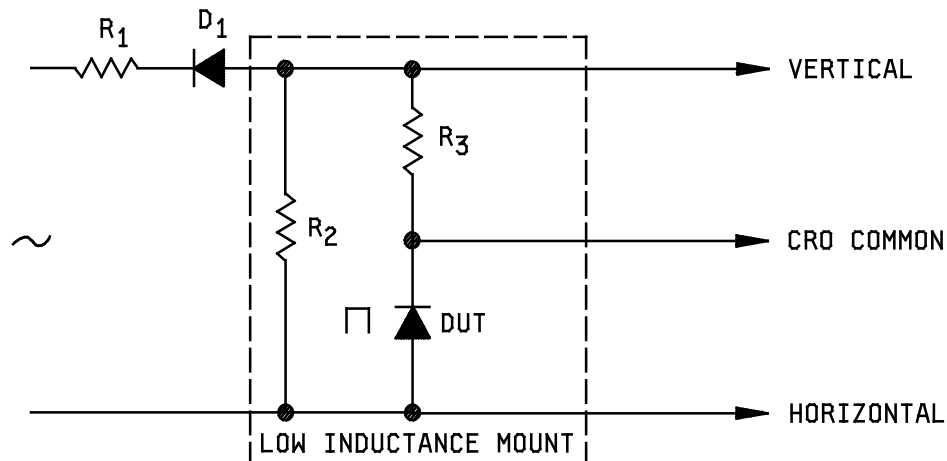 R1
D1
VERTICAL
R3
R2
CRO COMMON
DUT
HORIZONTAL
LOW INDUCTANCE MOUNT